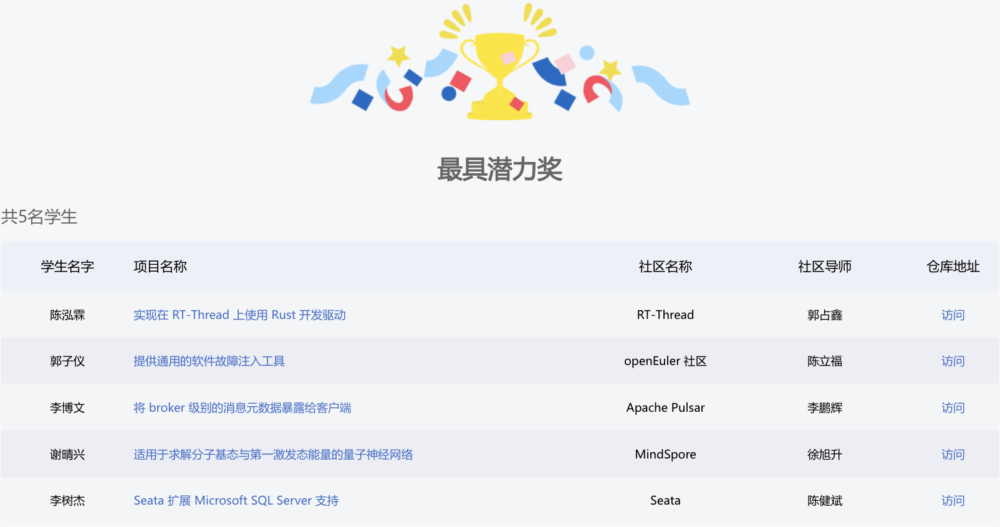 最具潜力奖
共5名学生
学生名字 项目名称 社区名称 社区导师 仓库地址
陈泓霖 实现在 RT-Thread 上使用 Rust 开发驱动 RT-Thread 郭占鑫 访问
郭子仪 提供通用的软件故障注入工具 openEuler 社区 陈立福 访问
李博文 将 broker 级别的消息元数据暴露给客户端 Apache Pulsar 李鹏辉 访问
谢晴兴 适用于求解分子基态与第一激发态能量的量子神经网络 MindSpore 徐旭升 访问
李树杰 Seata 扩展 Microsoft SQL Server 支持 Seata 陈健斌 访问